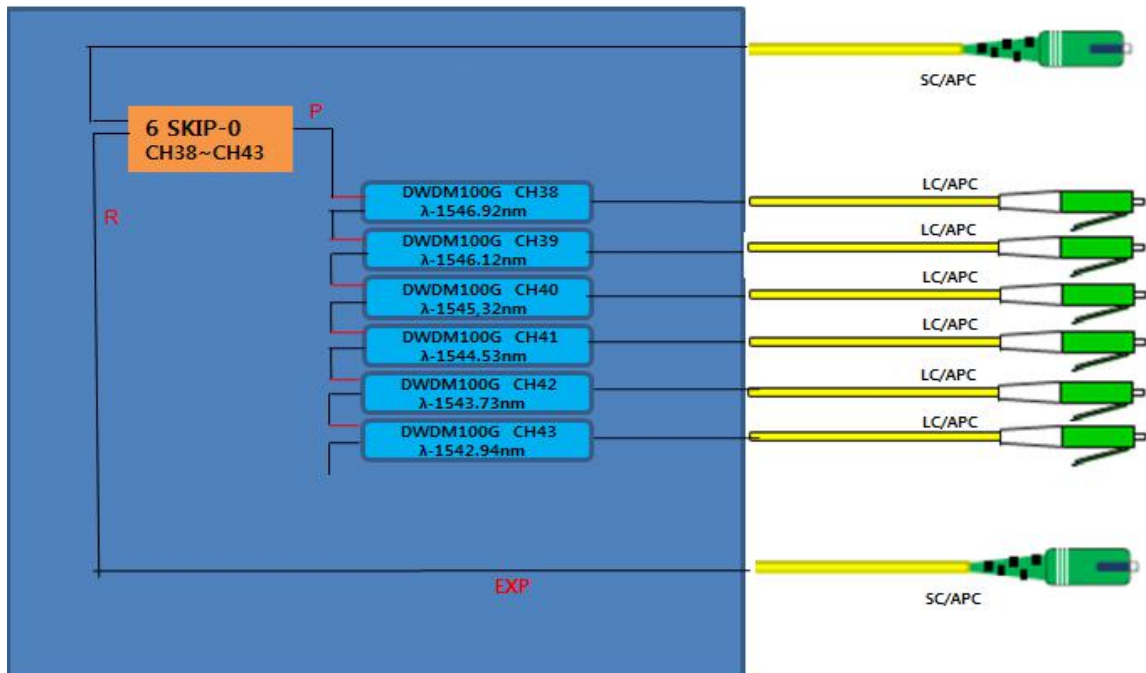 SC/APC
P
6 SKIP-0
CH38~CH43
R
DWDM100G CH38
λ-1546.92nm
LC/APC
DWDM100G CH39
λ-1546.12nm
LC/APC
DWDM100G CH40
λ-1545,32nm
LC/APC
DWDM100G CH41
λ-1544.53nm
LC/APC
DWDM100G CH42
λ-1543.73nm
LC/APC
DWDM100G CH43
λ-1542.94nm
LC/APC
EXP
SC/APC